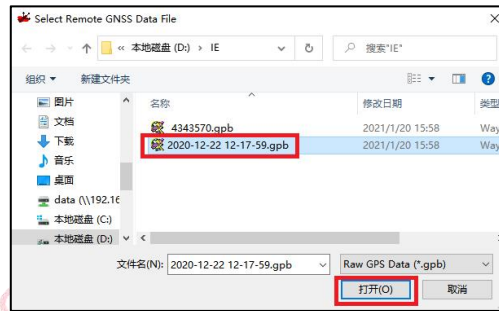 Select Remote GNSS Data File
« 本地磁盘 (D:) › IE
搜索"IE"
组织 新建文件夹
图片
文档
下载
音乐
桌面
data (\\192.16
本地磁盘 (C:)
本地磁盘 (D:)
名称 修改日期 类型
4343570.gpb 2021/1/20 15:58 Way
2020-12-22 12-17-59.gpb 2021/1/20 15:58 Way
文件名(N): 2020-12-22 12-17-59.gpb Raw GPS Data (*.gpb)
打开(O) 取消